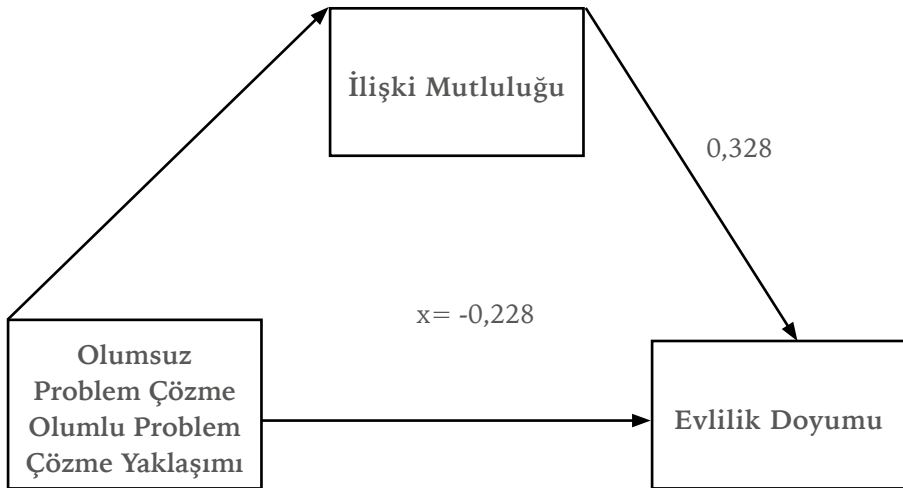 İlişki Mutluluğu
0,328
x= -0,228
Olumsuz
Problem Çözme
Olumlu Problem
Çözme Yaklaşımı
Evlilik Doyumu